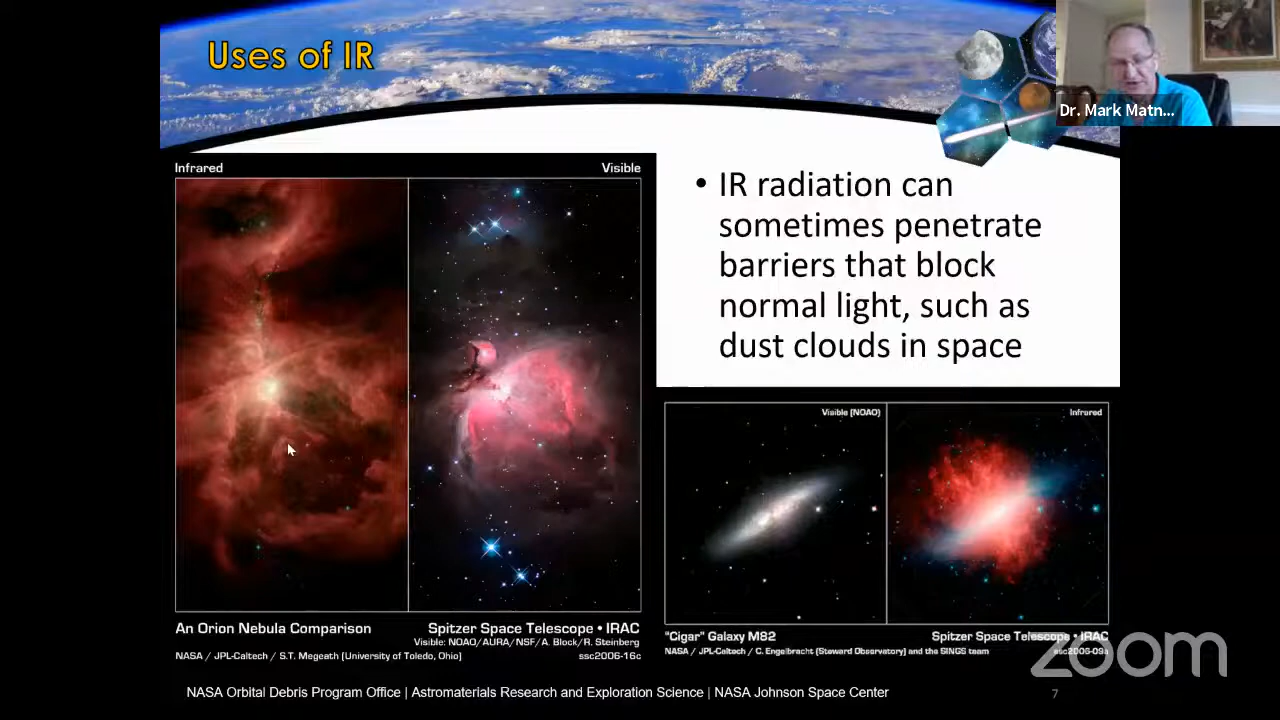 Uses of IR
Dr. Mark Matn...
Infrared
Visible
• IR radiation can
sometimes penetrate
barriers that block
normal light, such as
dust clouds in space
Visible (NOAO)
Infrared
An Orion Nebula Comparison
Spitzer Space Telescope • IRAC
Visible: NOAO/AURA/NSF/A. Block/R. Steinberg
NASA / JPL-Caltech / S.T. Megeath (University of Toledo, Ohio)
ssc2006-16c
"Cigar" Galaxy M82
Spitzer Space Telescope • IRAC
NASA / JPL-Caltech / C. Engelbracht (Steward Observatory) and the SINGS team
ssc2006-09a
zoom
NASA Orbital Debris Program Office | Astromaterials Research and Exploration Science | NASA Johnson Space Center
7